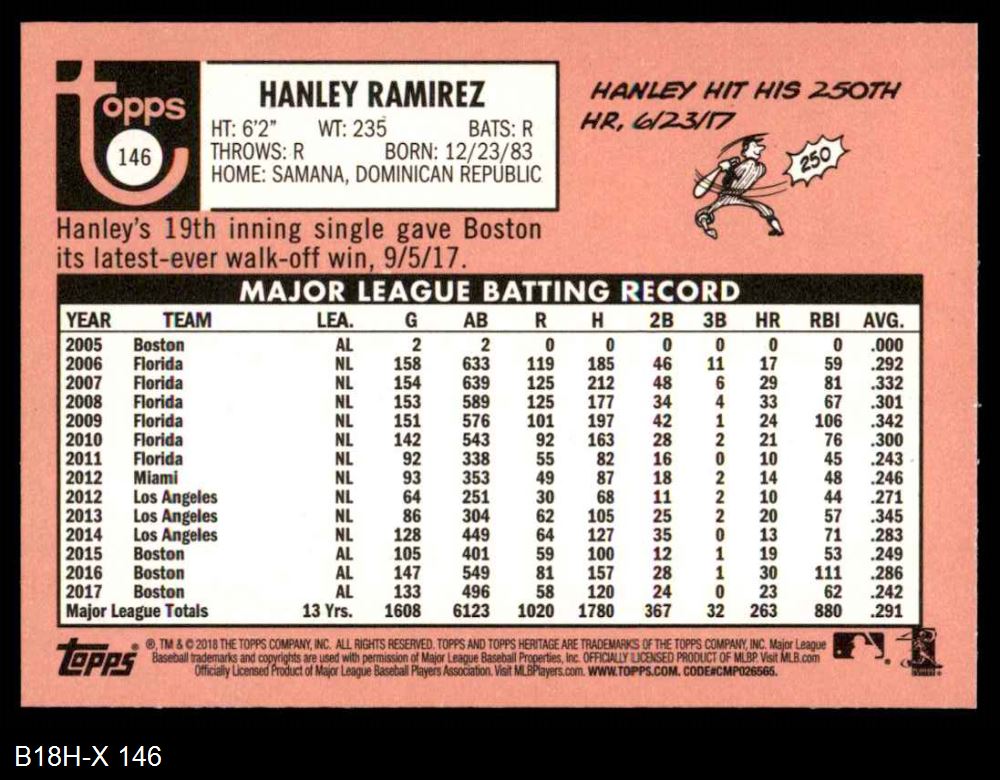 topps
146
HANLEY RAMIREZ
HT: 6'2" WT: 235 BATS: R
THROWS: R BORN: 12/23/83
HOME: SAMANA, DOMINICAN REPUBLIC
HANLEY HIT HIS 250TH
HR, 6/23/17
250
Hanley's 19th inning single gave Boston
its latest-ever walk-off win, 9/5/17.
MAJOR LEAGUE BATTING RECORD
YEAR TEAM LEA. G AB R H 2B 3B HR RBI AVG.
2005 Boston AL 2 2 0 0 0 0 0 0 .000
2006 Florida NL 158 633 119 185 46 11 17 59 .292
2007 Florida NL 154 639 125 212 48 6 29 81 .332
2008 Florida NL 153 589 125 177 34 4 33 67 .301
2009 Florida NL 151 576 101 197 42 1 24 106 .342
2010 Florida NL 142 543 92 163 28 2 21 76 .300
2011 Florida NL 92 338 55 82 16 0 10 45 .243
2012 Miami NL 93 353 49 87 18 2 14 48 .246
2012 Los Angeles NL 64 251 30 68 11 2 10 44 .271
2013 Los Angeles NL 86 304 62 105 25 2 20 57 .345
2014 Los Angeles NL 128 449 64 127 35 0 13 71 .283
2015 Boston AL 105 401 59 100 12 1 19 53 .249
2016 Boston AL 147 549 81 157 28 1 30 111 .286
2017 Boston AL 133 496 58 120 24 0 23 62 .242
Major League Totals 13 Yrs. 1608 6123 1020 1780 367 32 263 880 .291
topps
®, TM & © 2018 THE TOPPS COMPANY, INC. ALL RIGHTS RESERVED. TOPPS AND TOPPS HERITAGE ARE TRADEMARKS OF THE TOPPS COMPANY, INC. Major League
Baseball trademarks and copyrights are used with permission of Major League Baseball Properties, Inc. OFFICIALLY LICENSED PRODUCT OF MLBP. Visit MLB.com
Officially Licensed Product of Major League Baseball Players Association. Visit MLBPlayers.com. WWW.TOPPS.COM. CODE#CMP026565.
B18H-X 146